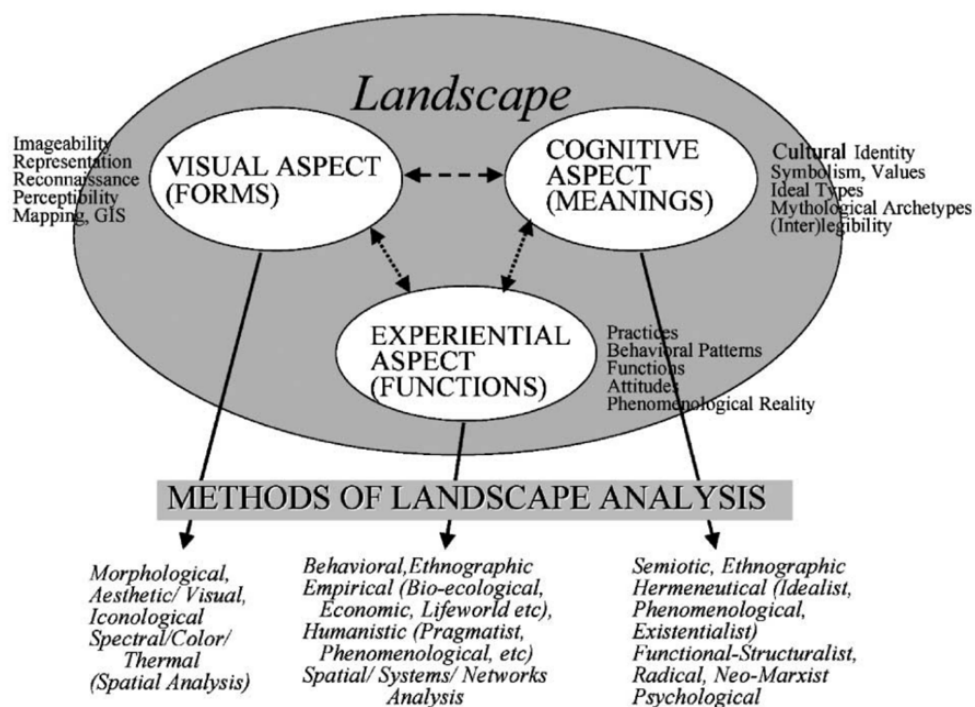 Landscape
Imageability
Representation
Reconnaissance
Perceptibility
Mapping, GIS
VISUAL ASPECT
(FORMS)
COGNITIVE
ASPECT
(MEANINGS)
Cultural Identity
Symbolism, Values
Ideal Types
Mythological Archetypes
(Inter)legibility
EXPERIENTIAL
ASPECT
(FUNCTIONS)
Practices
Behavioral Patterns
Functions
Attitudes
Phenomenological Reality
METHODS OF LANDSCAPE ANALYSIS
Morphological,
Aesthetic/ Visual,
Iconological
Spectral/Color/
Thermal
(Spatial Analysis)
Behavioral,Ethnographic
Empirical (Bio-ecological,
Economic, Lifeworld etc),
Humanistic (Pragmatist,
Phenomenological, etc)
Spatial/ Systems/ Networks
Analysis
Semiotic, Ethnographic
Hermeneutical (Idealist,
Phenomenological,
Existentialist)
Functional-Structuralist,
Radical, Neo-Marxist
Psychological